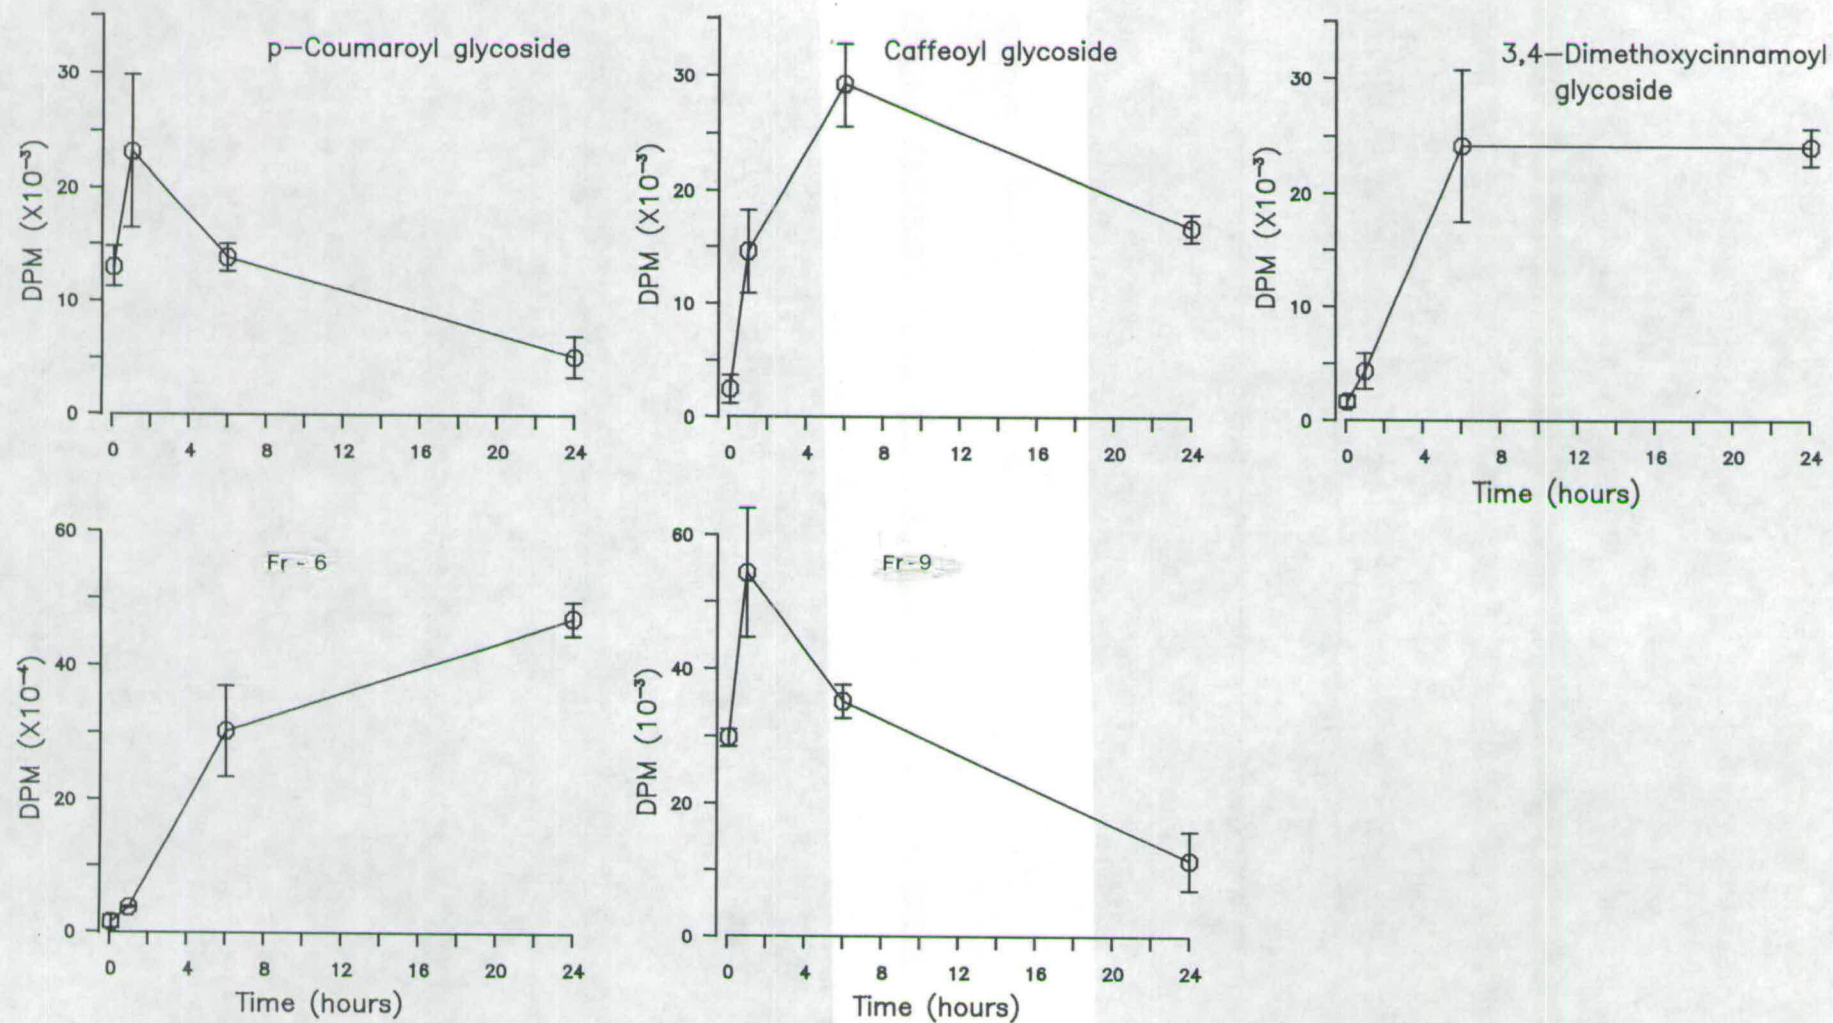 p-Coumaroyl glycoside
DPM (X10⁻³)
30
20
10
0
0 4 8 12 16 20 24
Caffeoyl glycoside
DPM (X10⁻³)
30
20
10
0
0 4 8 12 16 20 24
3,4-Dimethoxycinnamoyl
glycoside
DPM (X10⁻³)
30
20
10
0
0 4 8 12 16 20 24
Time (hours)
Fr - 6
DPM (X10⁻⁴)
60
40
20
0
0 4 8 12 16 20 24
Time (hours)
Fr-9
DPM (10⁻³)
60
40
20
0
0 4 8 12 16 20 24
Time (hours)